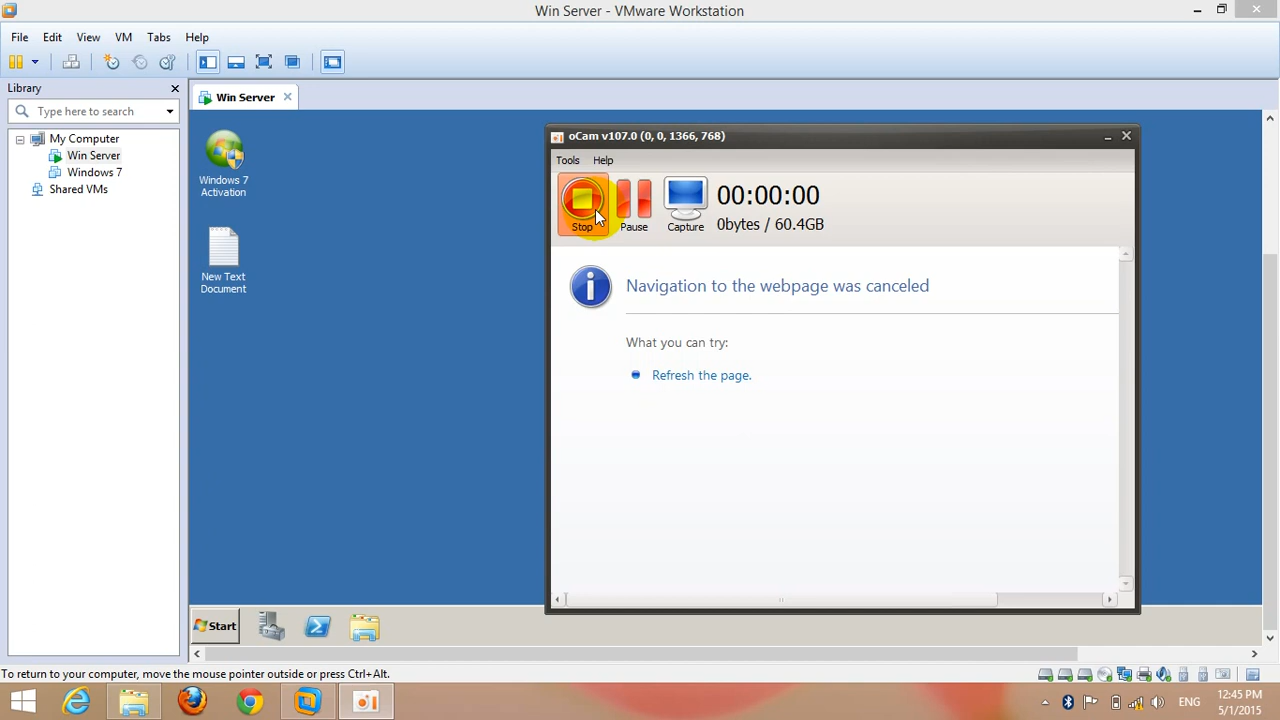 Win Server - VMware Workstation
File Edit View VM Tabs Help
Library
Type here to search
My Computer
Win Server
Windows 7
Shared VMs
Win Server
Windows 7
Activation
New Text
Document
oCam v107.0 (0, 0, 1366, 768)
Tools Help
Stop
Pause
Capture
00:00:00
0bytes / 60.4GB
Navigation to the webpage was canceled
What you can try:
Refresh the page.
Start
To return to your computer, move the mouse pointer outside or press Ctrl+Alt.
ENG
12:45 PM
5/1/2015